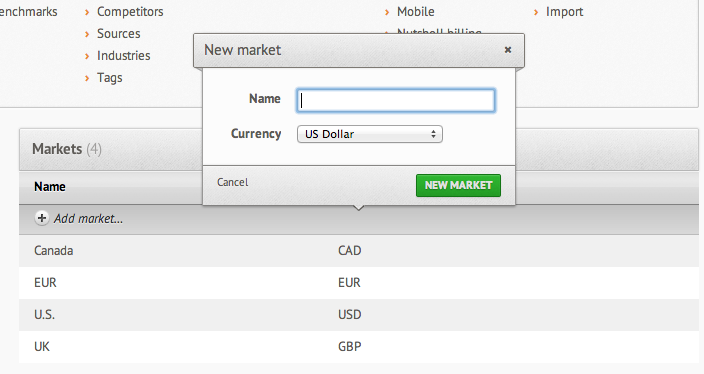 enchmarks
› Competitors
› Mobile
› Import
› Sources
Nutshell billing
› Industries
› Tags
New market
×
Name
Currency
US Dollar
Cancel
NEW MARKET
Markets (4)
Name
Add market...
Canada CAD
EUR EUR
U.S. USD
UK GBP